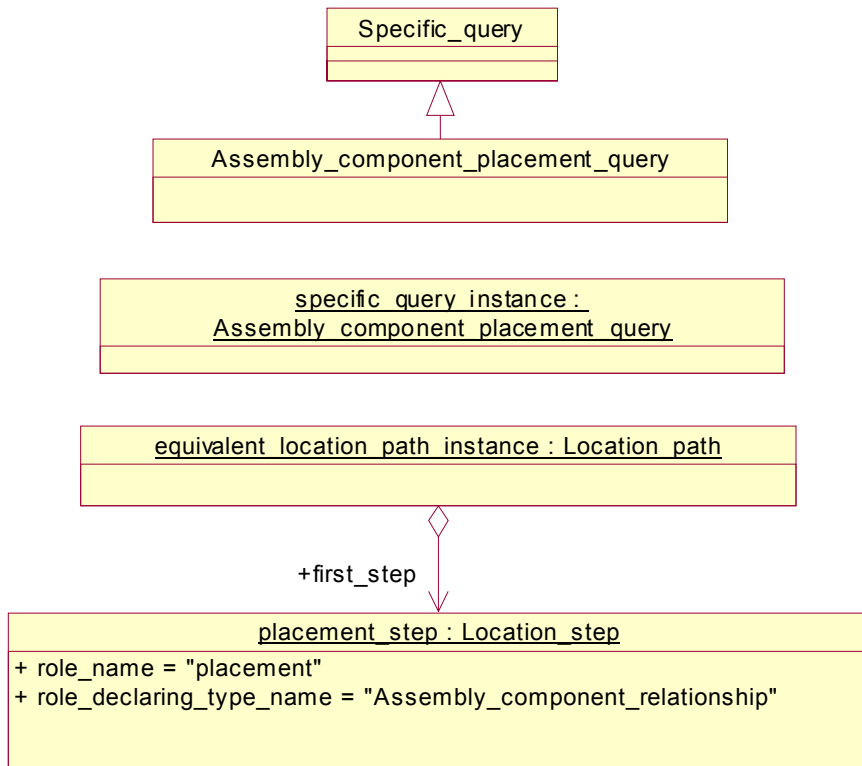 Specific_query
Assembly_component_placement_query
specific_query_instance :
Assembly_component_placement_query
equivalent_location_path_instance : Location_path
+first_step
placement_step : Location_step
+ role_name = "placement"
+ role_declaring_type_name = "Assembly_component_relationship"